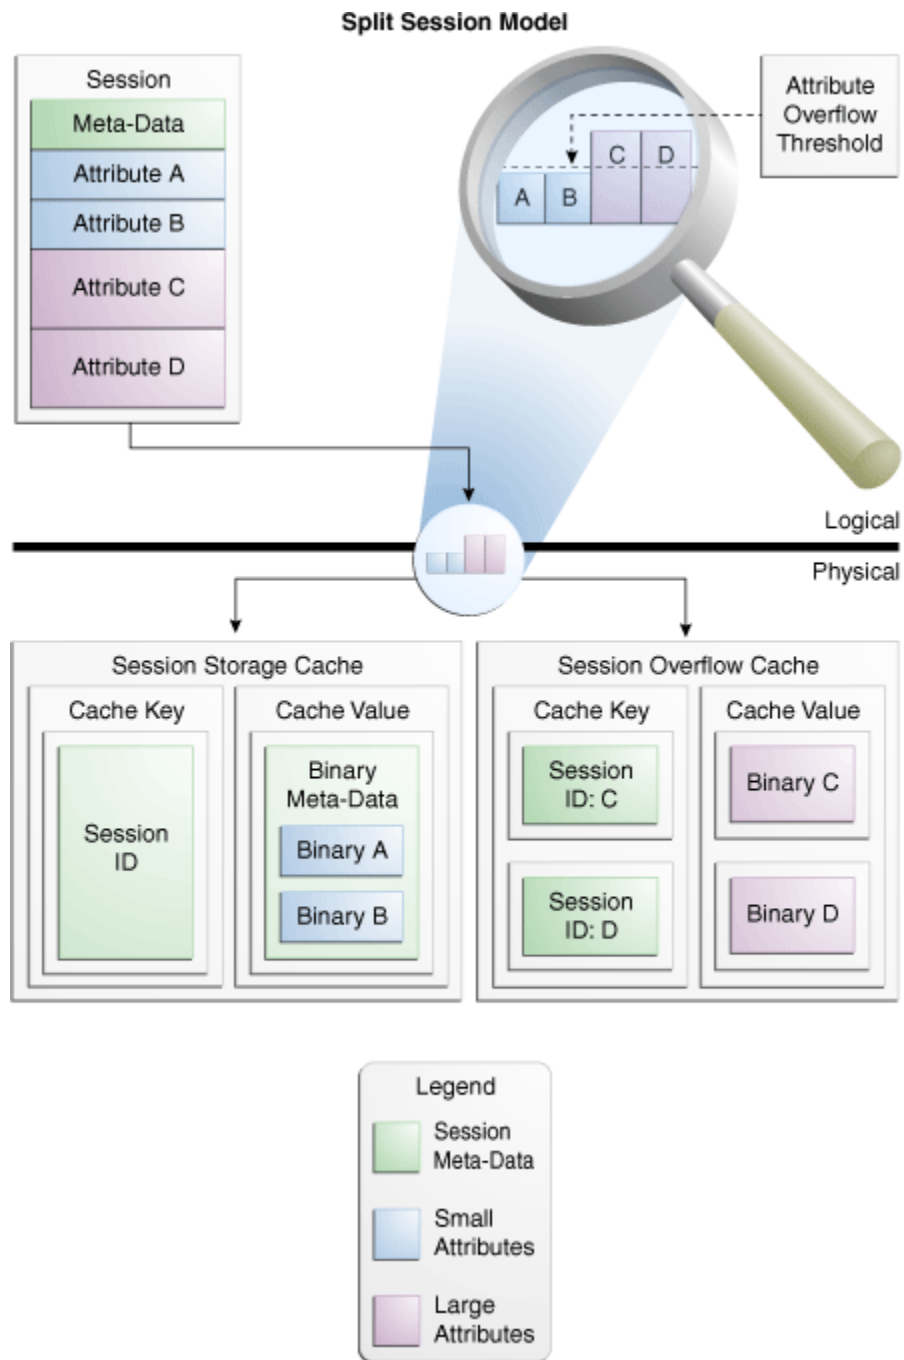 Split Session Model
Session
Meta-Data
Attribute A
Attribute B
Attribute C
Attribute D
A
B
C
D
Attribute
Overflow
Threshold
Logical
Physical
Session Storage Cache
Cache Key
Session
ID
Cache Value
Binary
Meta-Data
Binary A
Binary B
Session Overflow Cache
Cache Key
Session
ID: C
Session
ID: D
Cache Value
Binary C
Binary D
Legend
Session
Meta-Data
Small
Attributes
Large
Attributes